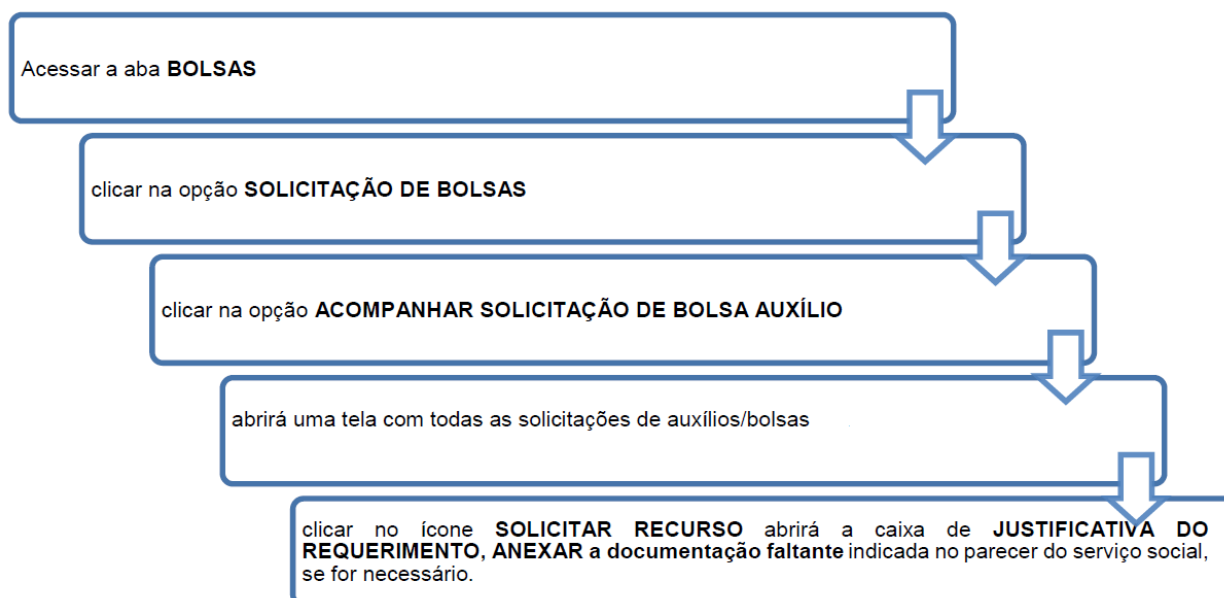 Acessar a aba BOLSAS
clicar na opção SOLICITAÇÃO DE BOLSAS
clicar na opção ACOMPANHAR SOLICITAÇÃO DE BOLSA AUXÍLIO
abrirá uma tela com todas as solicitações de auxílios/bolsas
clicar no ícone SOLICITAR RECURSO abrirá a caixa de JUSTIFICATIVA DO
REQUERIMENTO, ANEXAR a documentação faltante indicada no parecer do serviço social,
se for necessário.